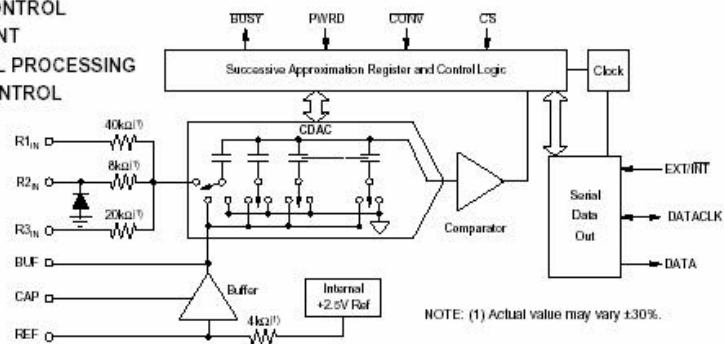 ONTROL
NT
L PROCESSING
NTROL
BUSY PWRD CONV CS
Successive Approximation Register and Control Logic
Clock
CDAC
40kΩ(1)
R1IN
8kΩ(1)
R2IN
20kΩ(1)
R3IN
Comparator
Serial
Data
Out
EXT/INT
DATACLK
DATA
BUF
CAP
Buffer
Internal
+2.5V Ref
4kΩ(1)
REF
NOTE: (1) Actual value may vary ±30%.